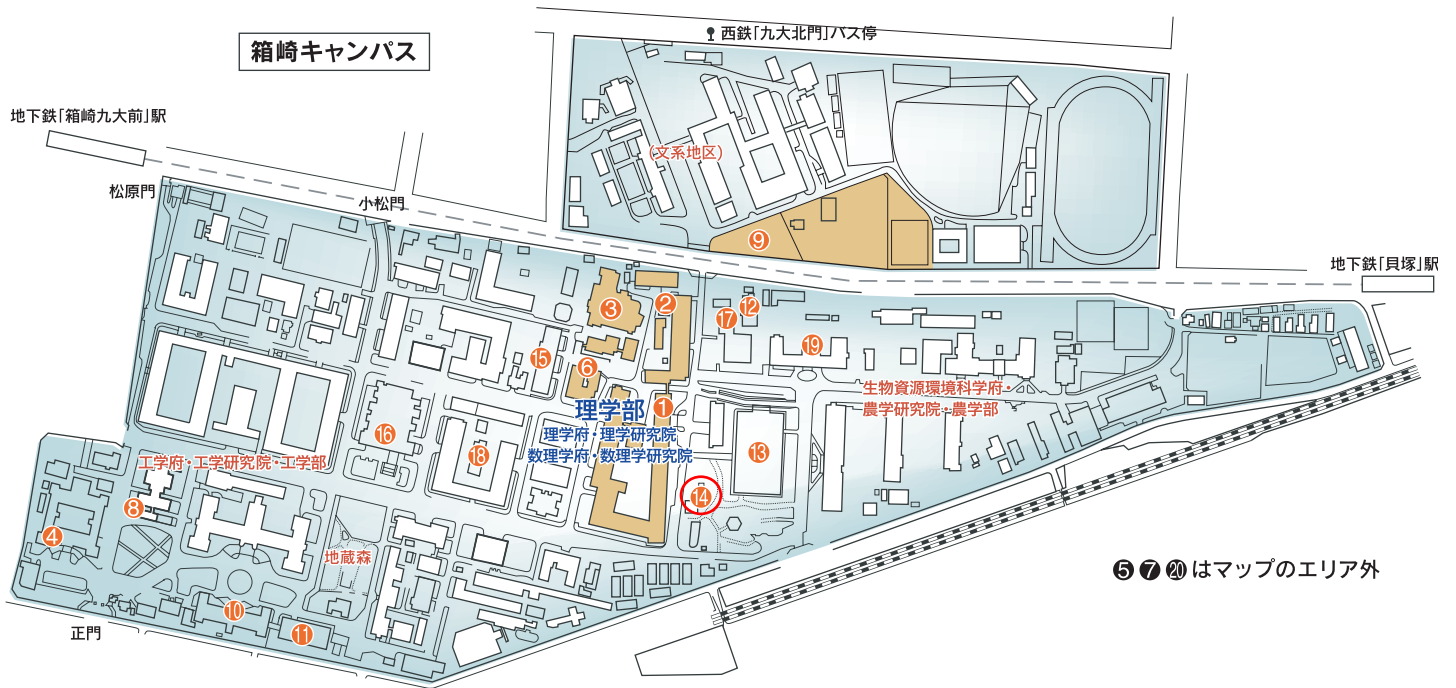 箱崎キャンパス
西鉄「九大北門」バス停
地下鉄「箱崎九大前」駅
(文系地区)
松原門
小松門
⑨
地下鉄「貝塚」駅
③
②
⑰
⑫
⑮
⑲
⑥
生物資源環境科学府・
農学研究院・農学部
理学部
①
理学府・理学研究院
数理学府・数理学研究院
⑯
⑱
⑬
工学府・工学研究院・工学部
⑭
⑧
④
地蔵森
❺❼⓴はマップのエリア外
⑩
⑪
正門